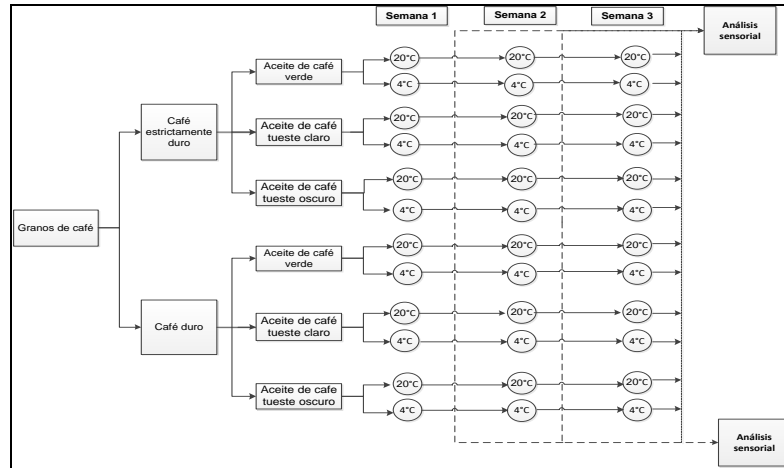 Semana 1
Semana 2
Semana 3
Análisis
sensorial
Granos de café
Café
estrictamente
duro
Aceite de café
verde
20°C
20°C
20°C
4°C
4°C
4°C
Aceite de café
tueste claro
20°C
20°C
20°C
4°C
4°C
4°C
Aceite de café
tueste oscuro
20°C
20°C
20°C
4°C
4°C
4°C
Café duro
Aceite de café
verde
20°C
20°C
20°C
4°C
4°C
4°C
Aceite de café
tueste claro
20°C
20°C
20°C
4°C
4°C
4°C
Aceite de cafe
tueste oscuro
20°C
20°C
20°C
4°C
4°C
4°C
Análisis
sensorial